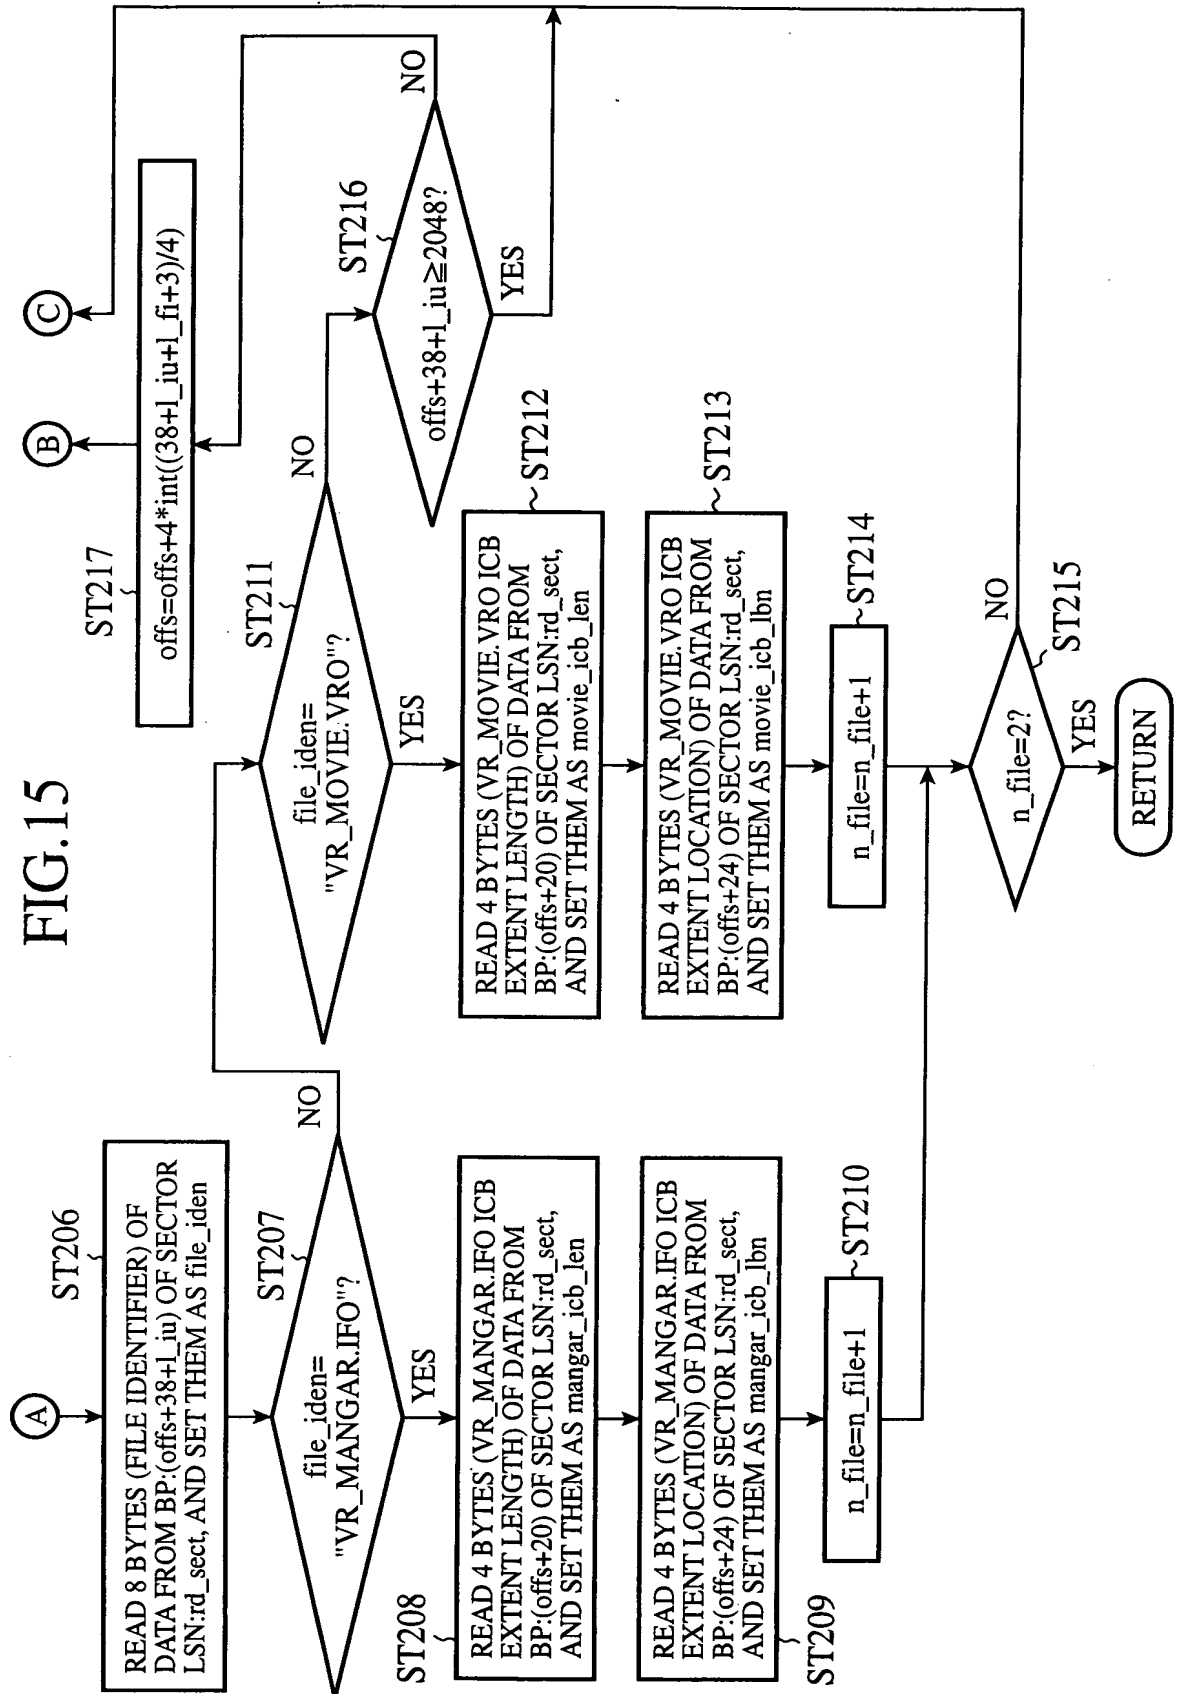 FIG.15
A
ST206
READ 8 BYTES (FILE IDENTIFIER) OF
DATA FROM BP:(offs+38+l_iu) OF SECTOR
LSN:rd_sect, AND SET THEM AS file_iden
ST207
file_iden=
"VR_MANGAR.IFO"?
NO
YES
ST208
READ 4 BYTES (VR_MANGAR.IFO ICB
EXTENT LENGTH) OF DATA FROM
BP:(offs+20) OF SECTOR LSN:rd_sect,
AND SET THEM AS mangar_icb_len
READ 4 BYTES (VR_MANGAR.IFO ICB
EXTENT LOCATION) OF DATA FROM
BP:(offs+24) OF SECTOR LSN:rd_sect,
AND SET THEM AS mangar_icb_lbn
ST209
ST210
n_file=n_file+1
ST211
file_iden=
"VR_MOVIE.VRO"?
NO
YES
ST212
READ 4 BYTES (VR_MOVIE.VRO ICB
EXTENT LENGTH) OF DATA FROM
BP:(offs+20) OF SECTOR LSN:rd_sect,
AND SET THEM AS movie_icb_len
ST213
READ 4 BYTES (VR_MOVIE.VRO ICB
EXTENT LOCATION) OF DATA FROM
BP:(offs+24) OF SECTOR LSN:rd_sect,
AND SET THEM AS movie_icb_lbn
ST214
n_file=n_file+1
ST215
n_file=2?
NO
YES
RETURN
ST216
offs+38+l_iu≧2048?
NO
YES
ST217
offs=offs+4*int((38+l_iu+l_fi+3)/4)
B
C